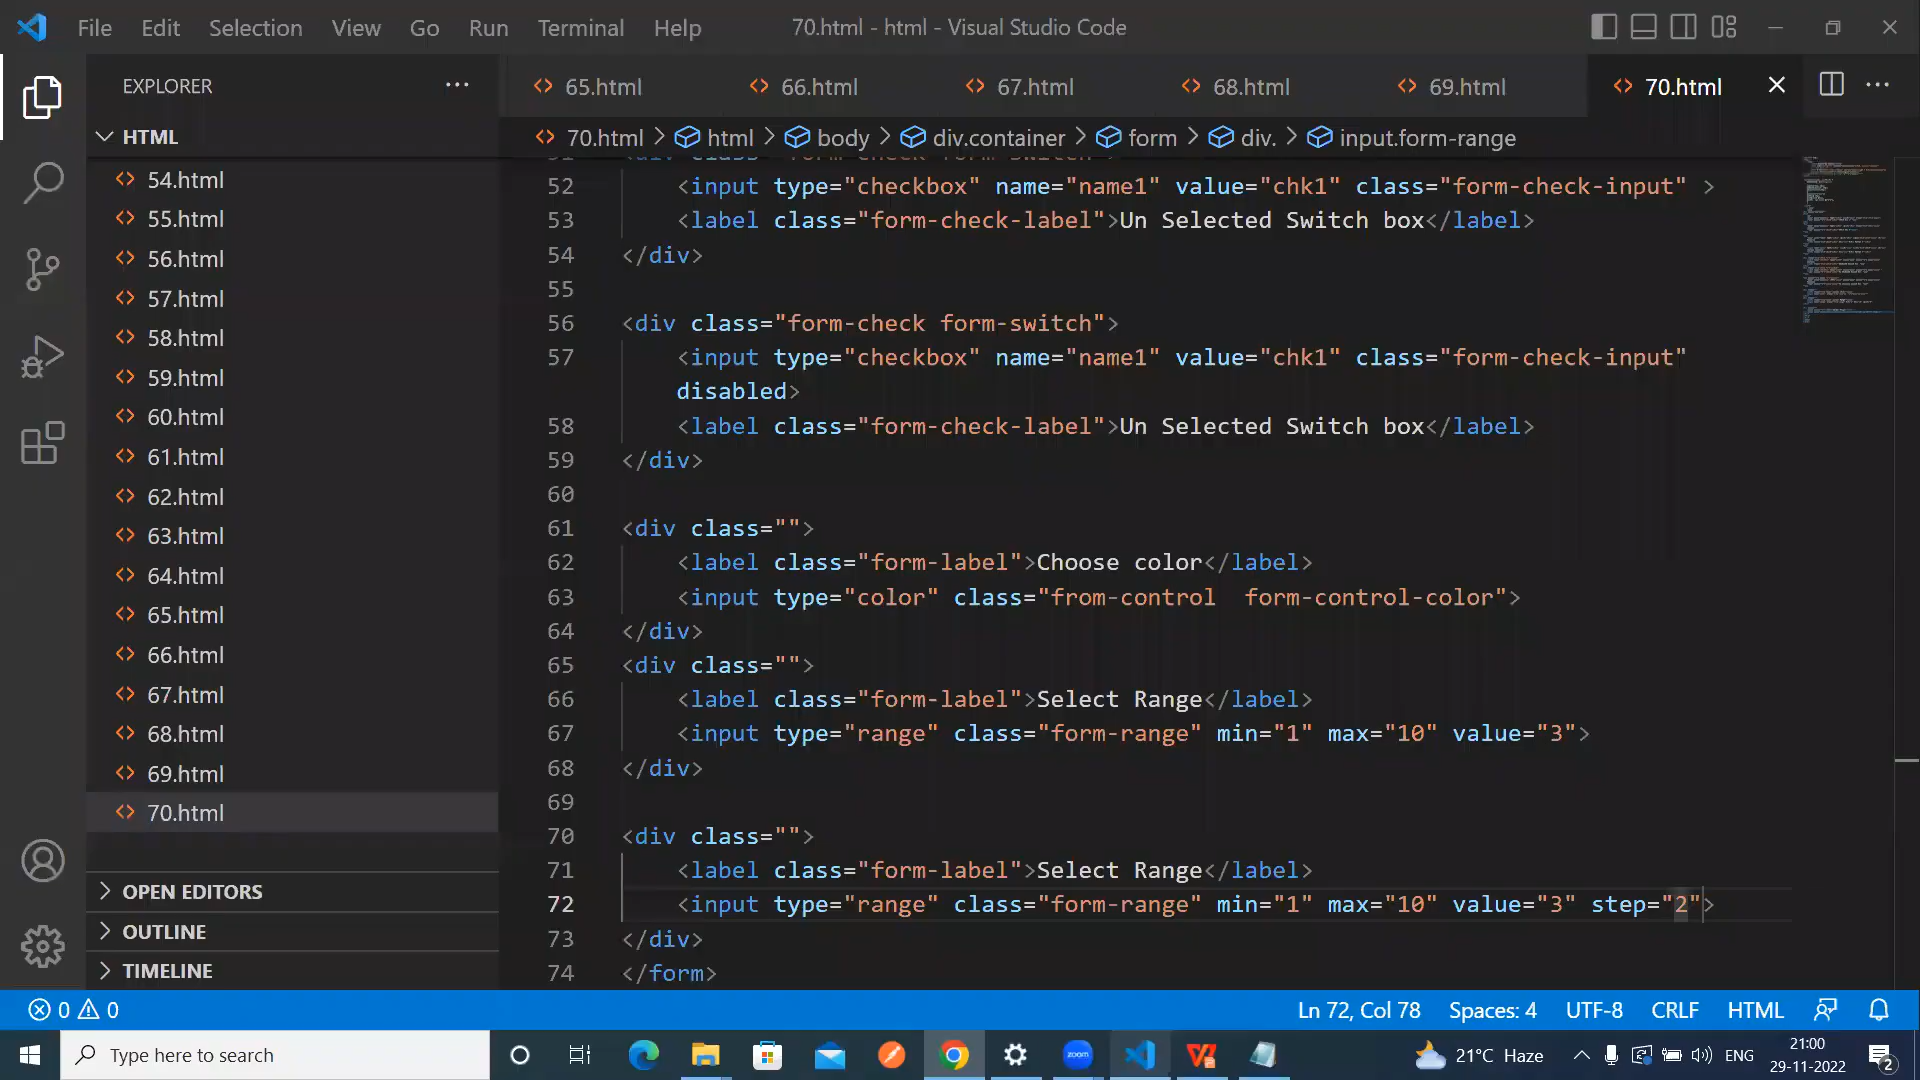 File Edit Selection View Go Run Terminal Help
70.html - html - Visual Studio Code
EXPLORER
HTML
54.html
55.html
56.html
57.html
58.html
59.html
60.html
61.html
62.html
63.html
64.html
65.html
66.html
67.html
68.html
69.html
70.html
OPEN EDITORS
OUTLINE
TIMELINE
65.html 66.html 67.html 68.html 69.html 70.html
70.html > html > body > div.container > form > div. > input.form-range
52 <input type="checkbox" name="name1" value="chk1" class="form-check-input" >
53 <label class="form-check-label">Un Selected Switch box</label>
54 </div>
55
56 <div class="form-check form-switch">
57 <input type="checkbox" name="name1" value="chk1" class="form-check-input"
disabled>
58 <label class="form-check-label">Un Selected Switch box</label>
59 </div>
60
61 <div class="">
62 <label class="form-label">Choose color</label>
63 <input type="color" class="from-control  form-control-color">
64 </div>
65 <div class="">
66 <label class="form-label">Select Range</label>
67 <input type="range" class="form-range" min="1" max="10" value="3">
68 </div>
69
70 <div class="">
71 <label class="form-label">Select Range</label>
72 <input type="range" class="form-range" min="1" max="10" value="3" step="2">
73 </div>
74 </form>
0 0
Ln 72, Col 78 Spaces: 4 UTF-8 CRLF HTML
Type here to search
zoom
21°C Haze
ENG
21:00
29-11-2022
2